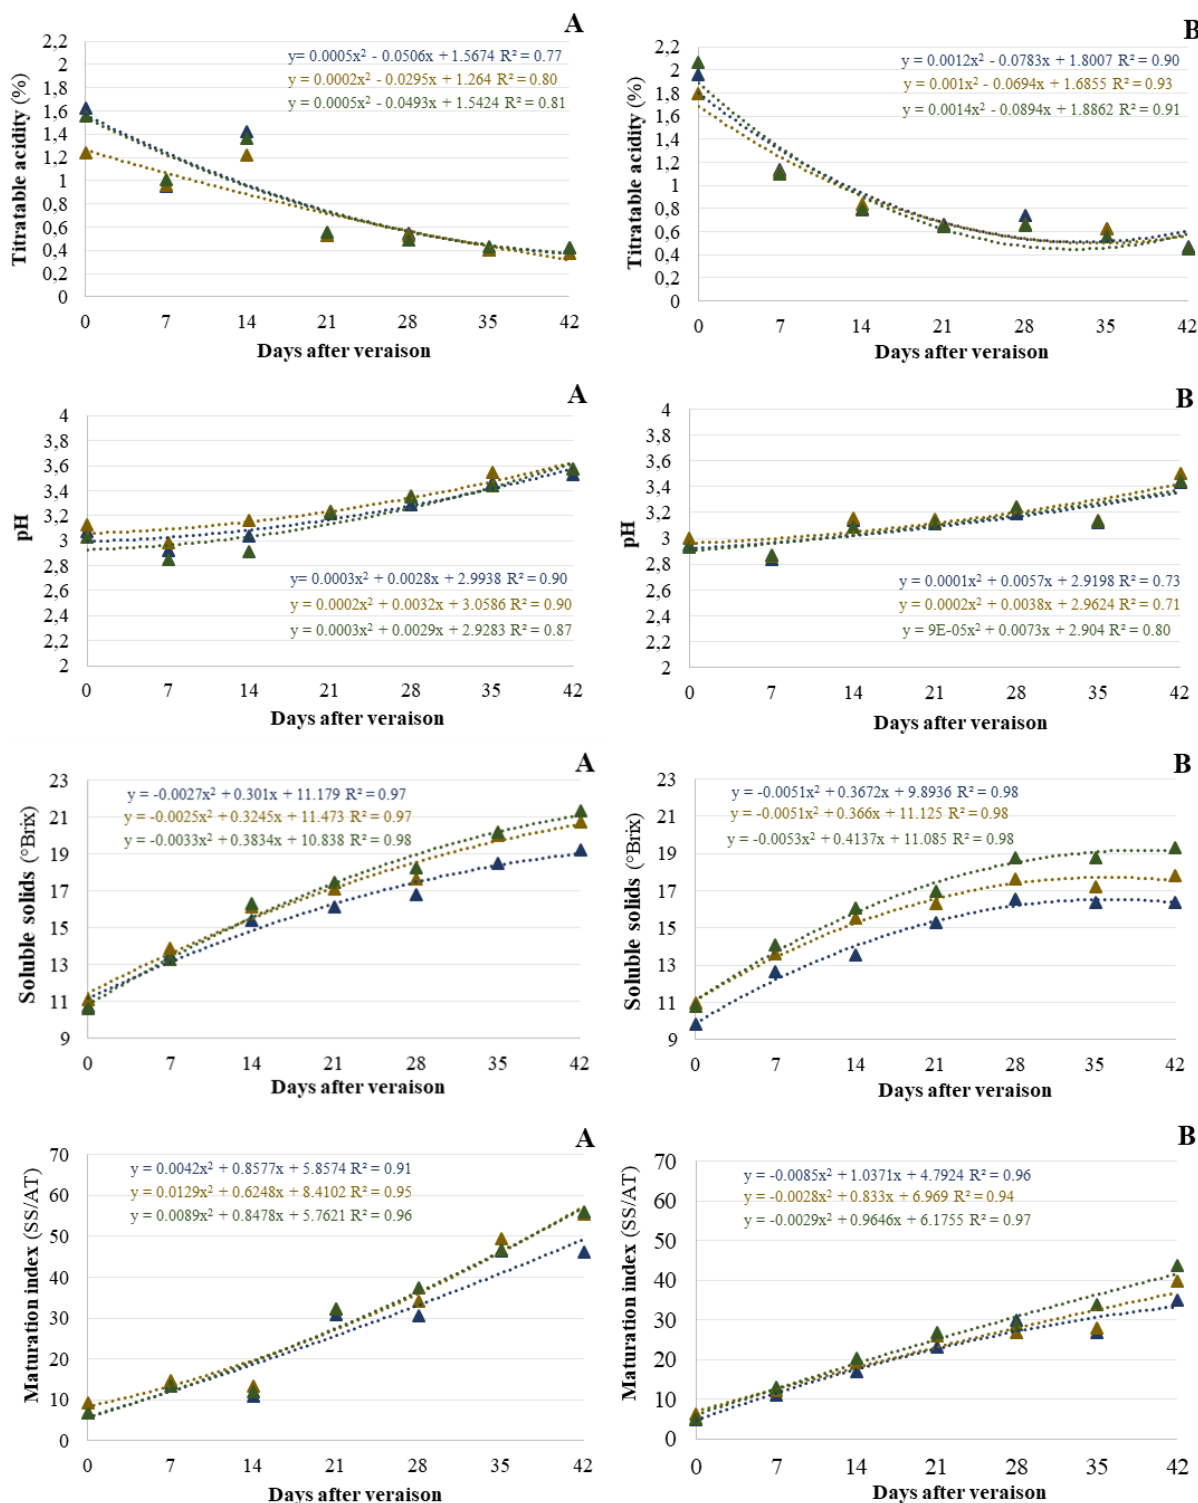 A
y= 0.0005x² - 0.0506x + 1.5674 R² = 0.77
y = 0.0002x² - 0.0295x + 1.264 R² = 0.80
y = 0.0005x² - 0.0493x + 1.5424 R² = 0.81
Titratable acidity (%)
2,2
2
1,8
1,6
1,4
1,2
1
0,8
0,6
0,4
0,2
0
0 7 14 21 28 35 42
Days after veraison
B
y = 0.0012x² - 0.0783x + 1.8007 R² = 0.90
y = 0.001x² - 0.0694x + 1.6855 R² = 0.93
y = 0.0014x² - 0.0894x + 1.8862 R² = 0.91
Titratable acidity (%)
2,2
2
1,8
1,6
1,4
1,2
1
0,8
0,6
0,4
0,2
0
0 7 14 21 28 35 42
Days after veraison
A
pH
4
3,8
3,6
3,4
3,2
3
2,8
2,6
2,4
2,2
2
y= 0.0003x² + 0.0028x + 2.9938 R² = 0.90
y = 0.0002x² + 0.0032x + 3.0586 R² = 0.90
y = 0.0003x² + 0.0029x + 2.9283 R² = 0.87
0 7 14 21 28 35 42
Days after veraison
B
pH
4
3,8
3,6
3,4
3,2
3
2,8
2,6
2,4
2,2
2
y = 0.0001x² + 0.0057x + 2.9198 R² = 0.73
y = 0.0002x² + 0.0038x + 2.9624 R² = 0.71
y = 9E-05x² + 0.0073x + 2.904 R² = 0.80
0 7 14 21 28 35 42
Days after veraison
A
y = -0.0027x² + 0.301x + 11.179 R² = 0.97
y = -0.0025x² + 0.3245x + 11.473 R² = 0.97
y = -0.0033x² + 0.3834x + 10.838 R² = 0.98
Soluble solids (°Brix)
23
21
19
17
15
13
11
9
0 7 14 21 28 35 42
Days after veraison
B
y = -0.0051x² + 0.3672x + 9.8936 R² = 0.98
y = -0.0051x² + 0.366x + 11.125 R² = 0.98
y = -0.0053x² + 0.4137x + 11.085 R² = 0.98
Soluble solids (°Brix)
23
21
19
17
15
13
11
9
0 7 14 21 28 35 42
Days after veraison
A
y = 0.0042x² + 0.8577x + 5.8574 R² = 0.91
y = 0.0129x² + 0.6248x + 8.4102 R² = 0.95
y = 0.0089x² + 0.8478x + 5.7621 R² = 0.96
Maturation index (SS/AT)
70
60
50
40
30
20
10
0
0 7 14 21 28 35 42
Days after veraison
B
y = -0.0085x² + 1.0371x + 4.7924 R² = 0.96
y = -0.0028x² + 0.833x + 6.969 R² = 0.94
y = -0.0029x² + 0.9646x + 6.1755 R² = 0.97
Maturation index (SS/AT)
70
60
50
40
30
20
10
0
0 7 14 21 28 35 42
Days after veraison